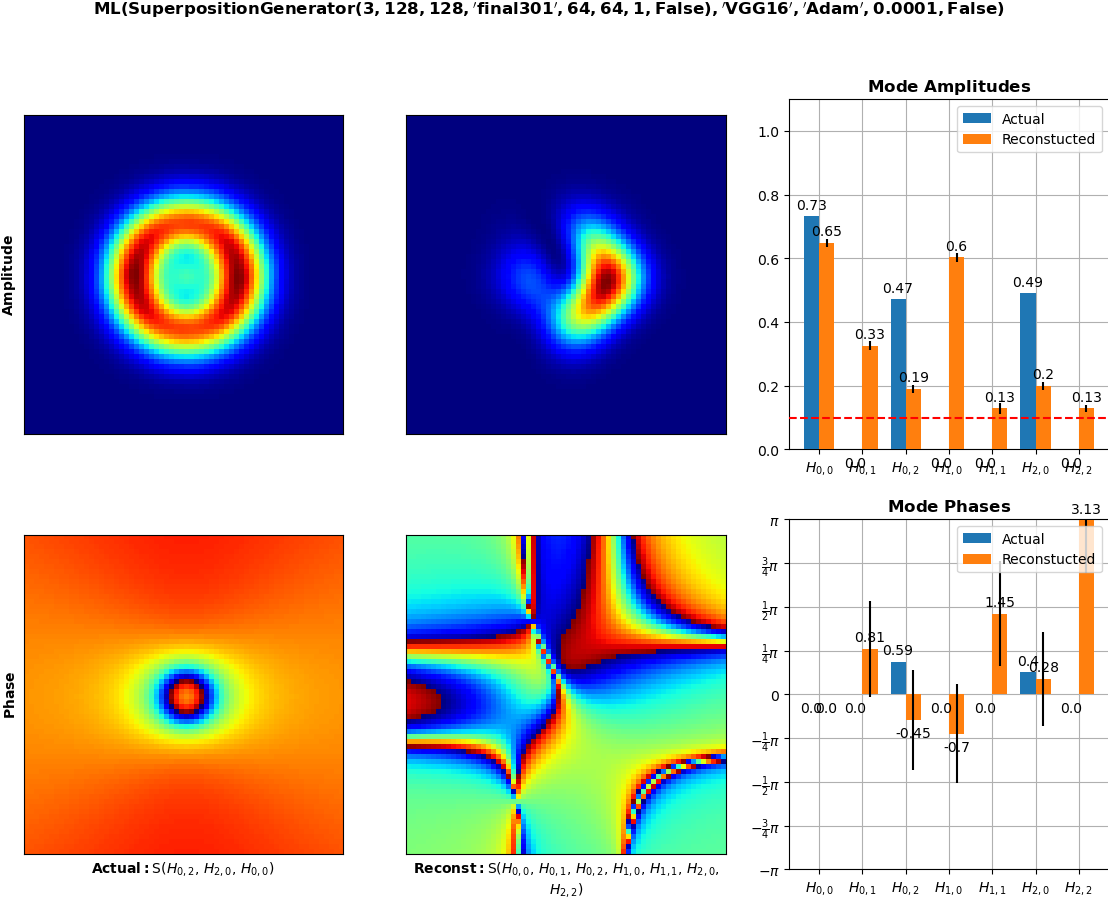 ML(SuperpositionGenerator(3, 128, 128, ′final301′, 64, 64, 1, False), ′VGG16′, ′Adam′, 0.0001, False)
Amplitude
Mode Amplitudes
Actual
Reconstucted
1.0
0.8
0.6
0.4
0.2
0.0
0.73
0.65
0.0
0.33
0.47
0.19
0.0
0.6
0.0
0.13
0.49
0.2
0.0
0.13
H0,0 H0,1 H0,2 H1,0 H1,1 H2,0 H2,2
Phase
Actual: S(H0,2, H2,0, H0,0)
Reconst: S(H0,0, H0,1, H0,2, H1,0, H1,1, H2,0,
H2,2)
Mode Phases
Actual
Reconstucted
π
3/4π
1/2π
1/4π
0
−1/4π
−1/2π
−3/4π
−π
0.0
0.0
0.0
0.81
0.59
-0.45
0.0
-0.7
0.0
1.45
0.4
0.28
0.0
3.13
H0,0 H0,1 H0,2 H1,0 H1,1 H2,0 H2,2